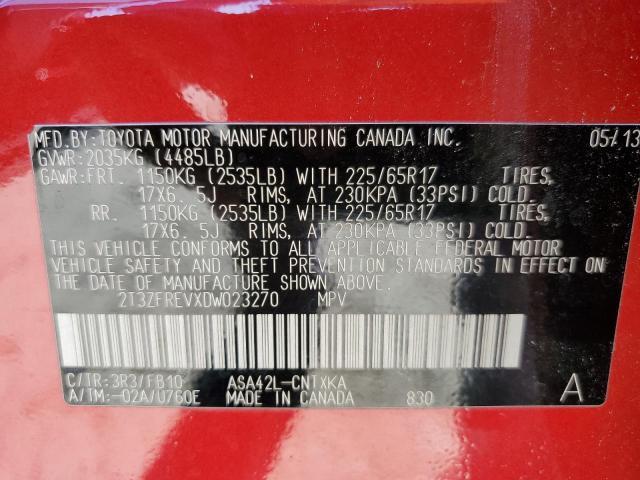 MFD.BY:TOYOTA MOTOR MANUFACTURING CANADA INC. 05/13
GVWR:2035KG (4485LB)
GAWR:FRT. 1150KG (2535LB) WITH 225/65R17 TIRES,
17X6.5J RIMS, AT 230KPA (33PSI) COLD.
RR. 1150KG (2535LB) WITH 225/65R17 TIRES,
17X6.5J RIMS, AT 230KPA (33PSI) COLD.
THIS VEHICLE CONFORMS TO ALL APPLICABLE FEDERAL MOTOR
VEHICLE SAFETY AND THEFT PREVENTION STANDARDS IN EFFECT ON
THE DATE OF MANUFACTURE SHOWN ABOVE.
2T3ZFREVXDW023270 MPV
C/TR:3R3/FB10 ASA42L-CNTXKA A
A/TM:-02A/U760E MADE IN CANADA 830